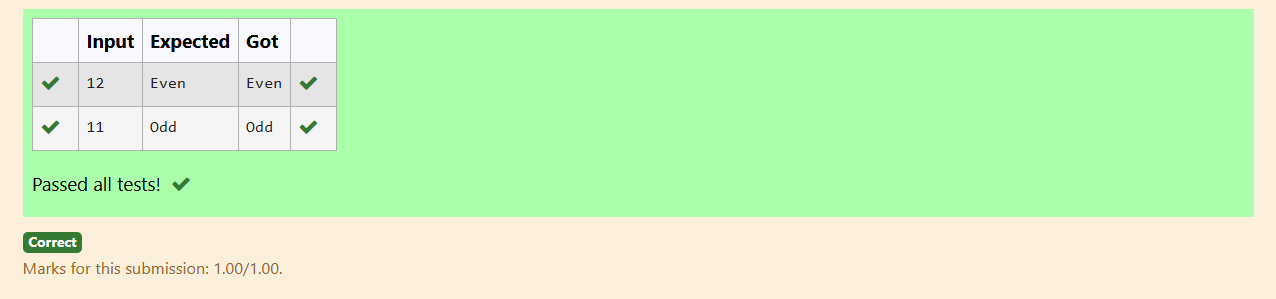 Input Expected Got
12 Even Even
11 Odd Odd
Passed all tests!
Correct
Marks for this submission: 1.00/1.00.